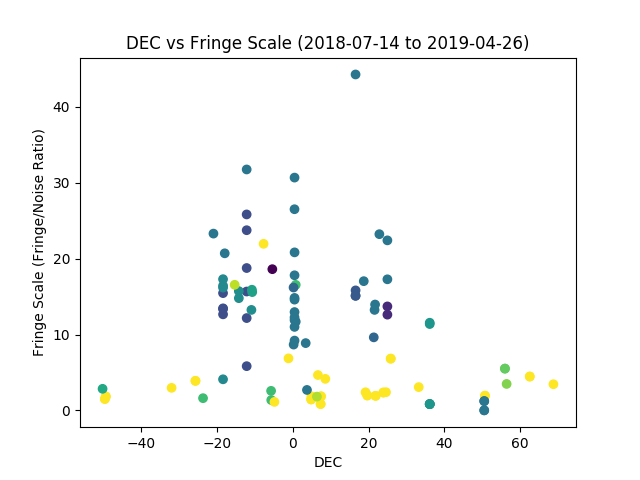 DEC vs Fringe Scale (2018-07-14 to 2019-04-26)
Fringe Scale (Fringe/Noise Ratio)
40
30
20
10
0
−40 −20 0 20 40 60
DEC